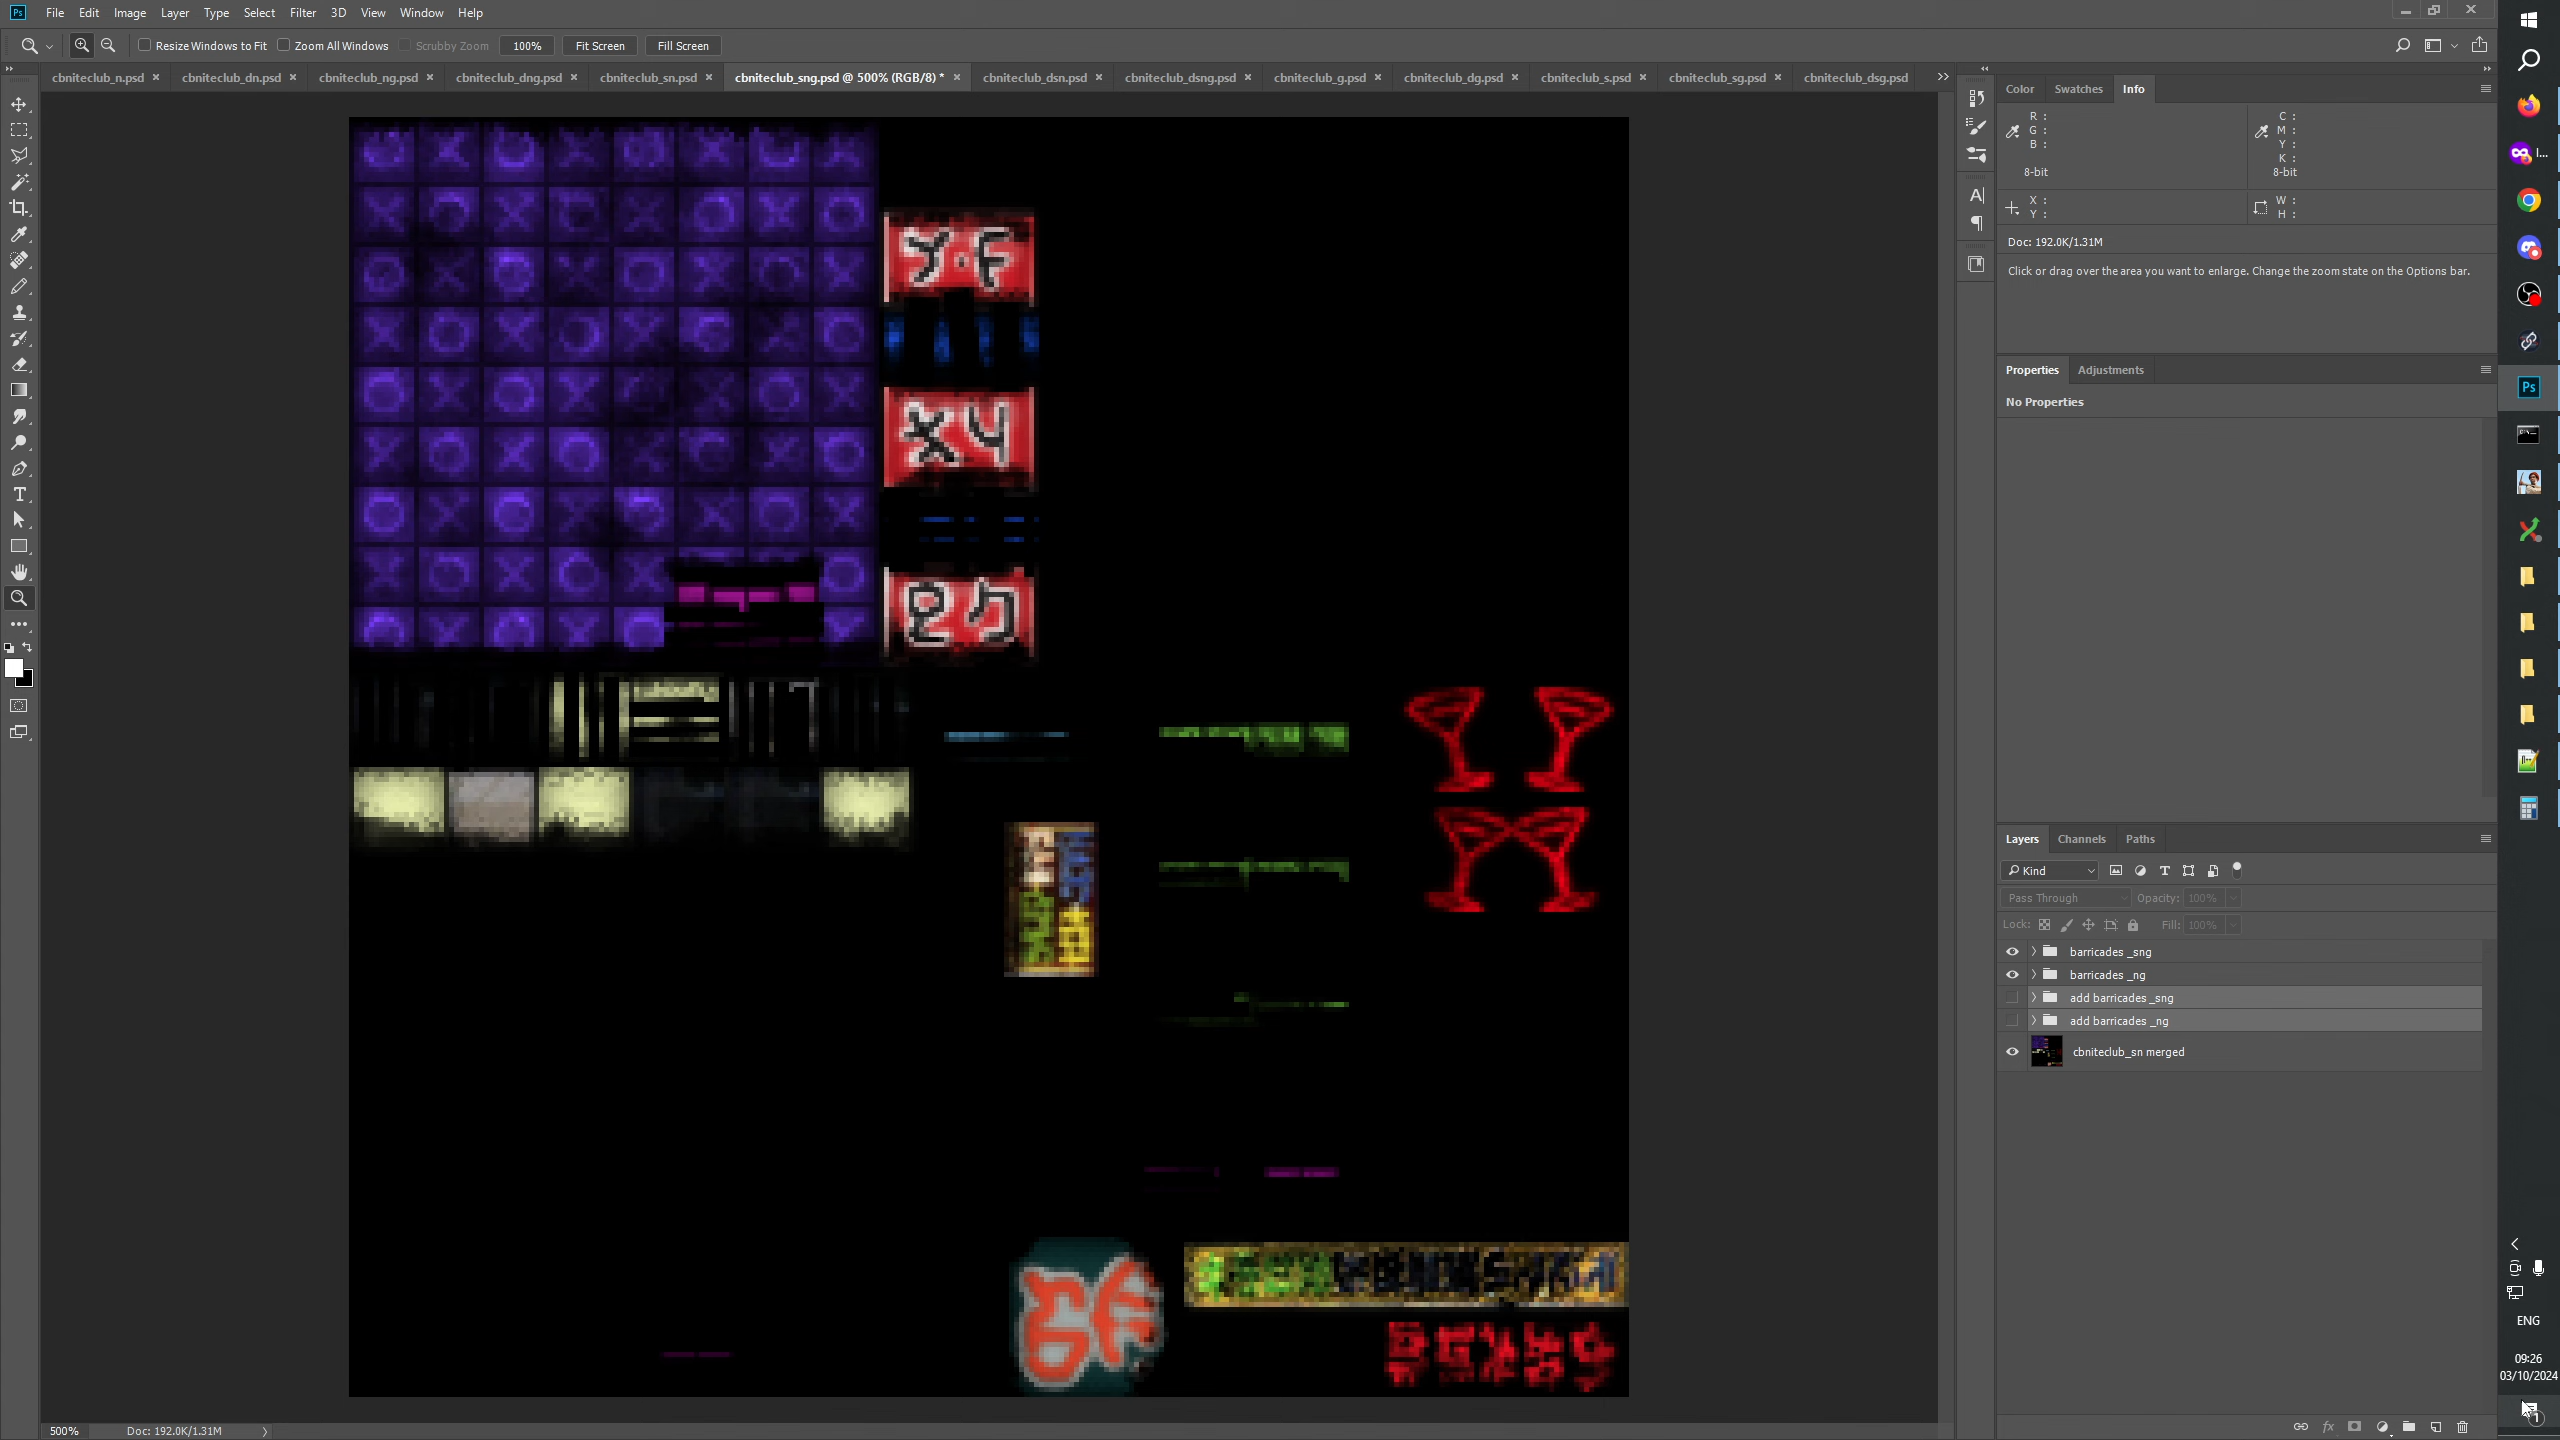 File Edit Image Layer Type Select Filter 3D View Window Help
Resize Windows to Fit Zoom All Windows Scrubby Zoom 100% Fit Screen Fill Screen
cbniteclub_n.psd cbniteclub_dn.psd cbniteclub_ng.psd cbniteclub_dng.psd cbniteclub_sn.psd cbniteclub_sng.psd @ 500% (RGB/8) * cbniteclub_dsn.psd cbniteclub_dsng.psd cbniteclub_g.psd cbniteclub_dg.psd cbniteclub_s.psd cbniteclub_sg.psd cbniteclub_dsg.psd
Color Swatches Info
R :
G :
B :
8-bit
C :
M :
Y :
K :
8-bit
X :
Y :
W :
H :
Doc: 192.0K/1.31M
Click or drag over the area you want to enlarge. Change the zoom state on the Options bar.
Properties Adjustments
No Properties
Layers Channels Paths
Kind
Pass Through Opacity: 100%
Lock: Fill: 100%
barricades _sng
barricades _ng
add barricades _sng
add barricades _ng
cbniteclub_sn merged
500% Doc: 192.0K/1.31M
Ps
I...
Ps
ENG
09:26
03/10/2024
1